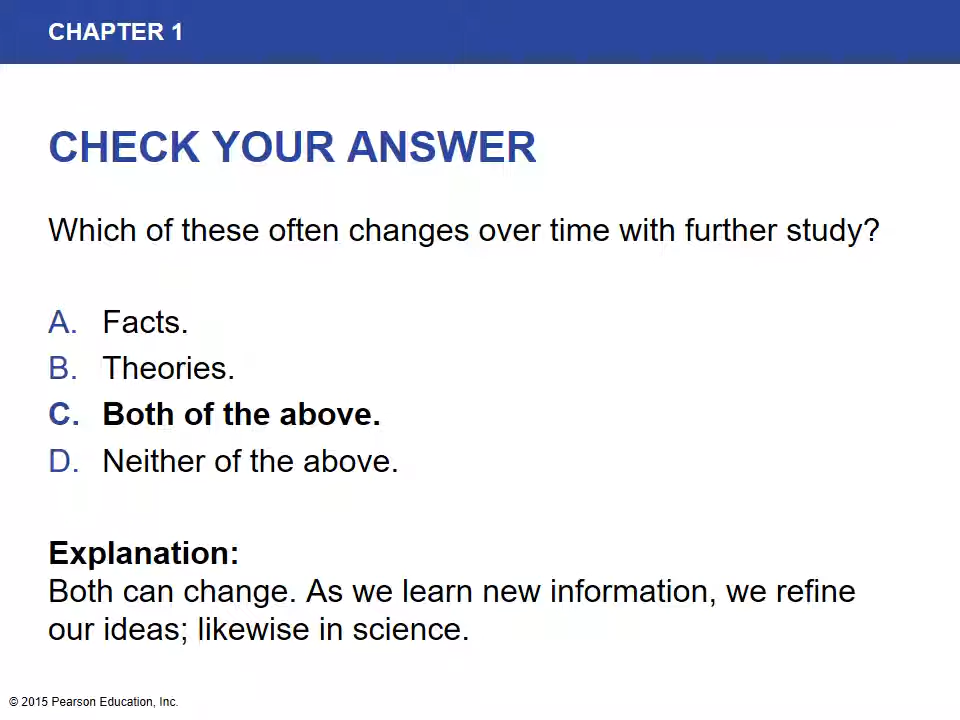 CHAPTER 1
CHECK YOUR ANSWER
Which of these often changes over time with further study?
A. Facts.
B. Theories.
C. Both of the above.
D. Neither of the above.
Explanation:
Both can change. As we learn new information, we refine
our ideas; likewise in science.
© 2015 Pearson Education, Inc.